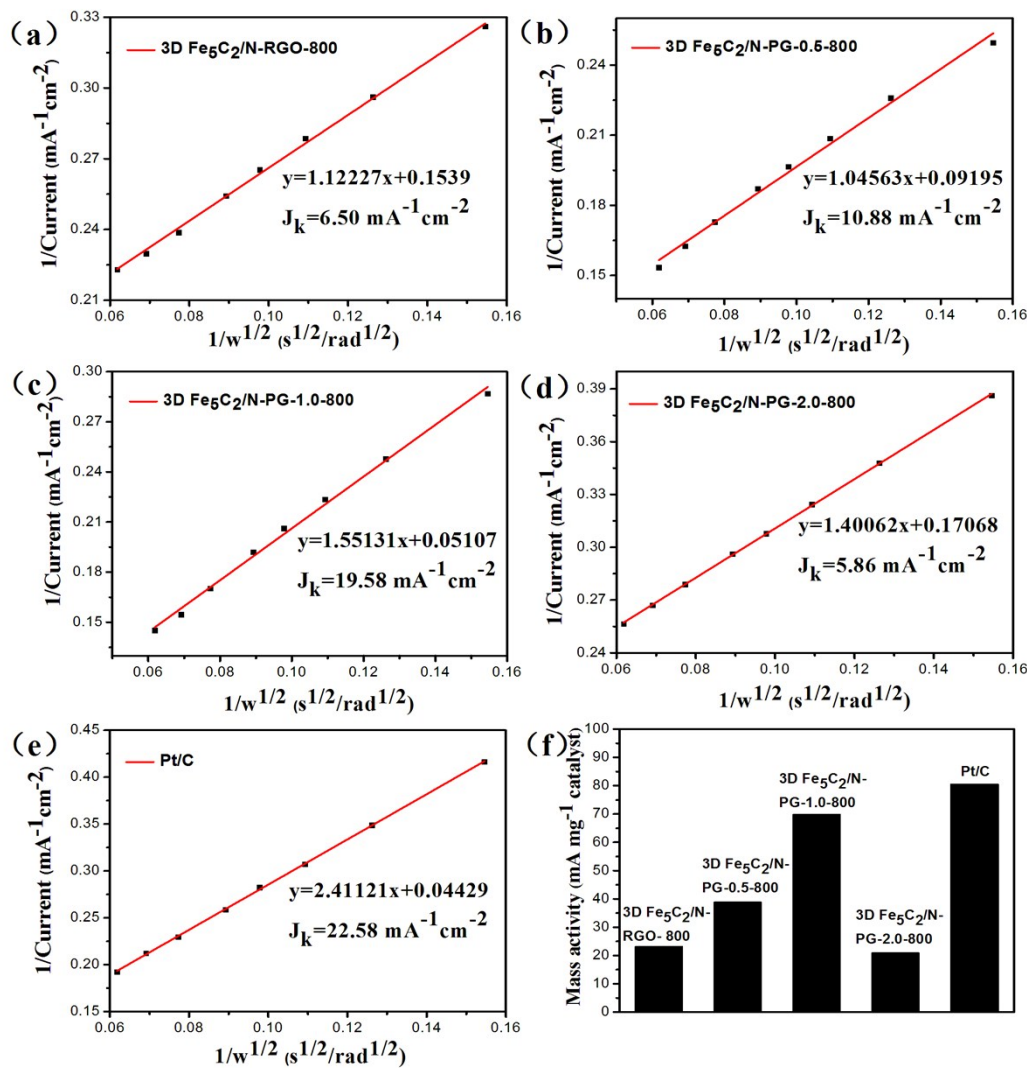 (a)
3D Fe5C2/N-RGO-800
y=1.12227x+0.1539
Jk=6.50 mA-1cm-2
1/Current (mA-1cm-2)
0.33
0.30
0.27
0.24
0.21
0.06 0.08 0.10 0.12 0.14 0.16
1/w1/2 (s1/2/rad1/2)
(b)
3D Fe5C2/N-PG-0.5-800
y=1.04563x+0.09195
Jk=10.88 mA-1cm-2
1/Current (mA-1cm-2)
0.24
0.21
0.18
0.15
0.06 0.08 0.10 0.12 0.14 0.16
1/w1/2 (s1/2/rad1/2)
(c)
3D Fe5C2/N-PG-1.0-800
y=1.55131x+0.05107
Jk=19.58 mA-1cm-2
1/Current (mA-1cm-2)
0.30
0.27
0.24
0.21
0.18
0.15
0.06 0.08 0.10 0.12 0.14 0.16
1/w1/2 (s1/2/rad1/2)
(d)
3D Fe5C2/N-PG-2.0-800
y=1.40062x+0.17068
Jk=5.86 mA-1cm-2
1/Current (mA-1cm-2)
0.39
0.36
0.33
0.30
0.27
0.24
0.06 0.08 0.10 0.12 0.14 0.16
1/w1/2 (s1/2/rad1/2)
(e)
Pt/C
y=2.41121x+0.04429
Jk=22.58 mA-1cm-2
1/Current (mA-1cm-2)
0.45
0.40
0.35
0.30
0.25
0.20
0.15
0.06 0.08 0.10 0.12 0.14 0.16
1/w1/2 (s1/2/rad1/2)
(f)
Mass activity (mA mg-1 catalyst)
100
90
80
70
60
50
40
30
20
10
0
3D Fe5C2/N-
RGO- 800
3D Fe5C2/N-
PG-0.5-800
3D Fe5C2/N-
PG-1.0-800
3D Fe5C2/N-
PG-2.0-800
Pt/C